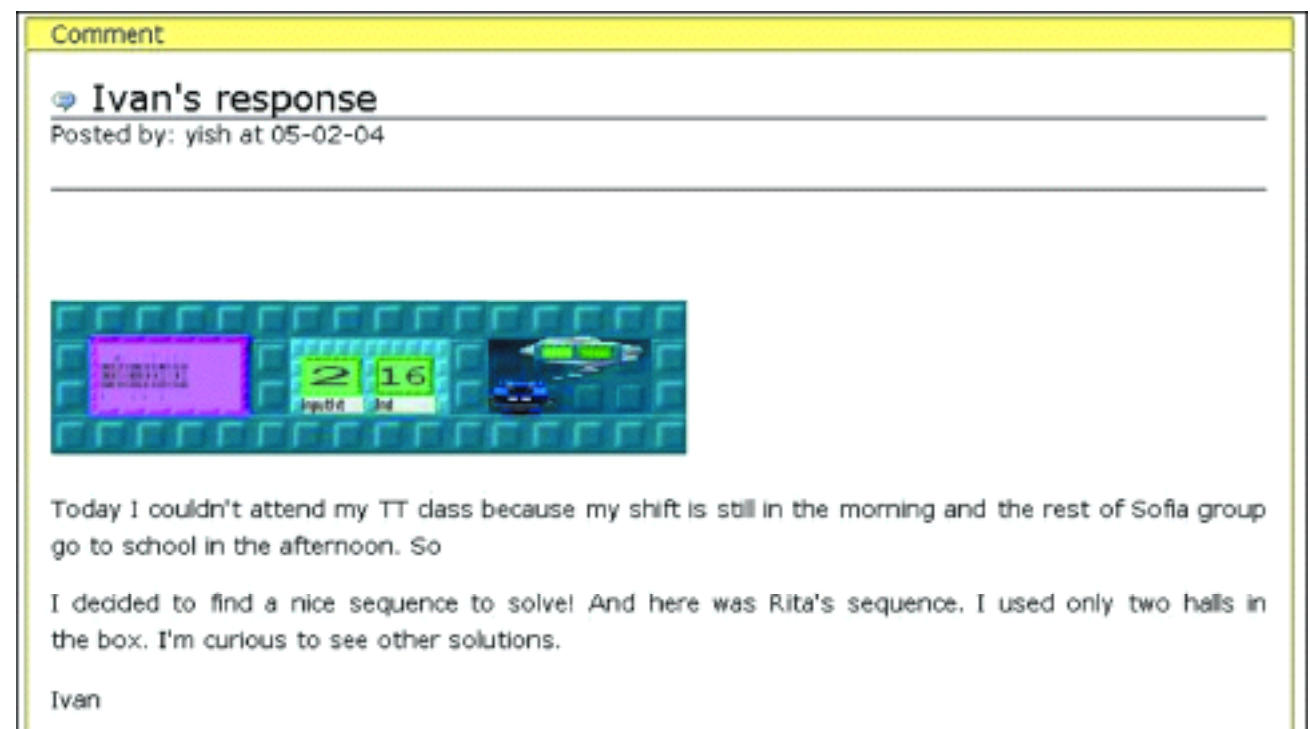 Comment
Ivan's response
Posted by: yish at 05-02-04
2 16
Today I couldn't attend my TT class because my shift is still in the morning and the rest of Sofia group
go to school in the afternoon. So
I decided to find a nice sequence to solve! And here was Rita's sequence. I used only two halls in
the box. I'm curious to see other solutions.
Ivan